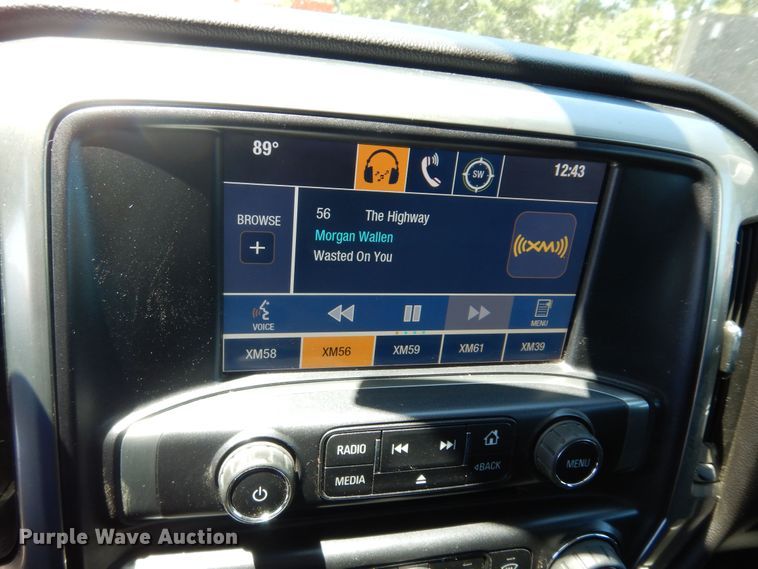 89°
SW
12:43
BROWSE
+
56 The Highway
Morgan Wallen
Wasted On You
((XM))
VOICE
MENU
XM58 XM56 XM59 XM61 XM39
RADIO
MEDIA
BACK
MENU
Purple Wave Auction